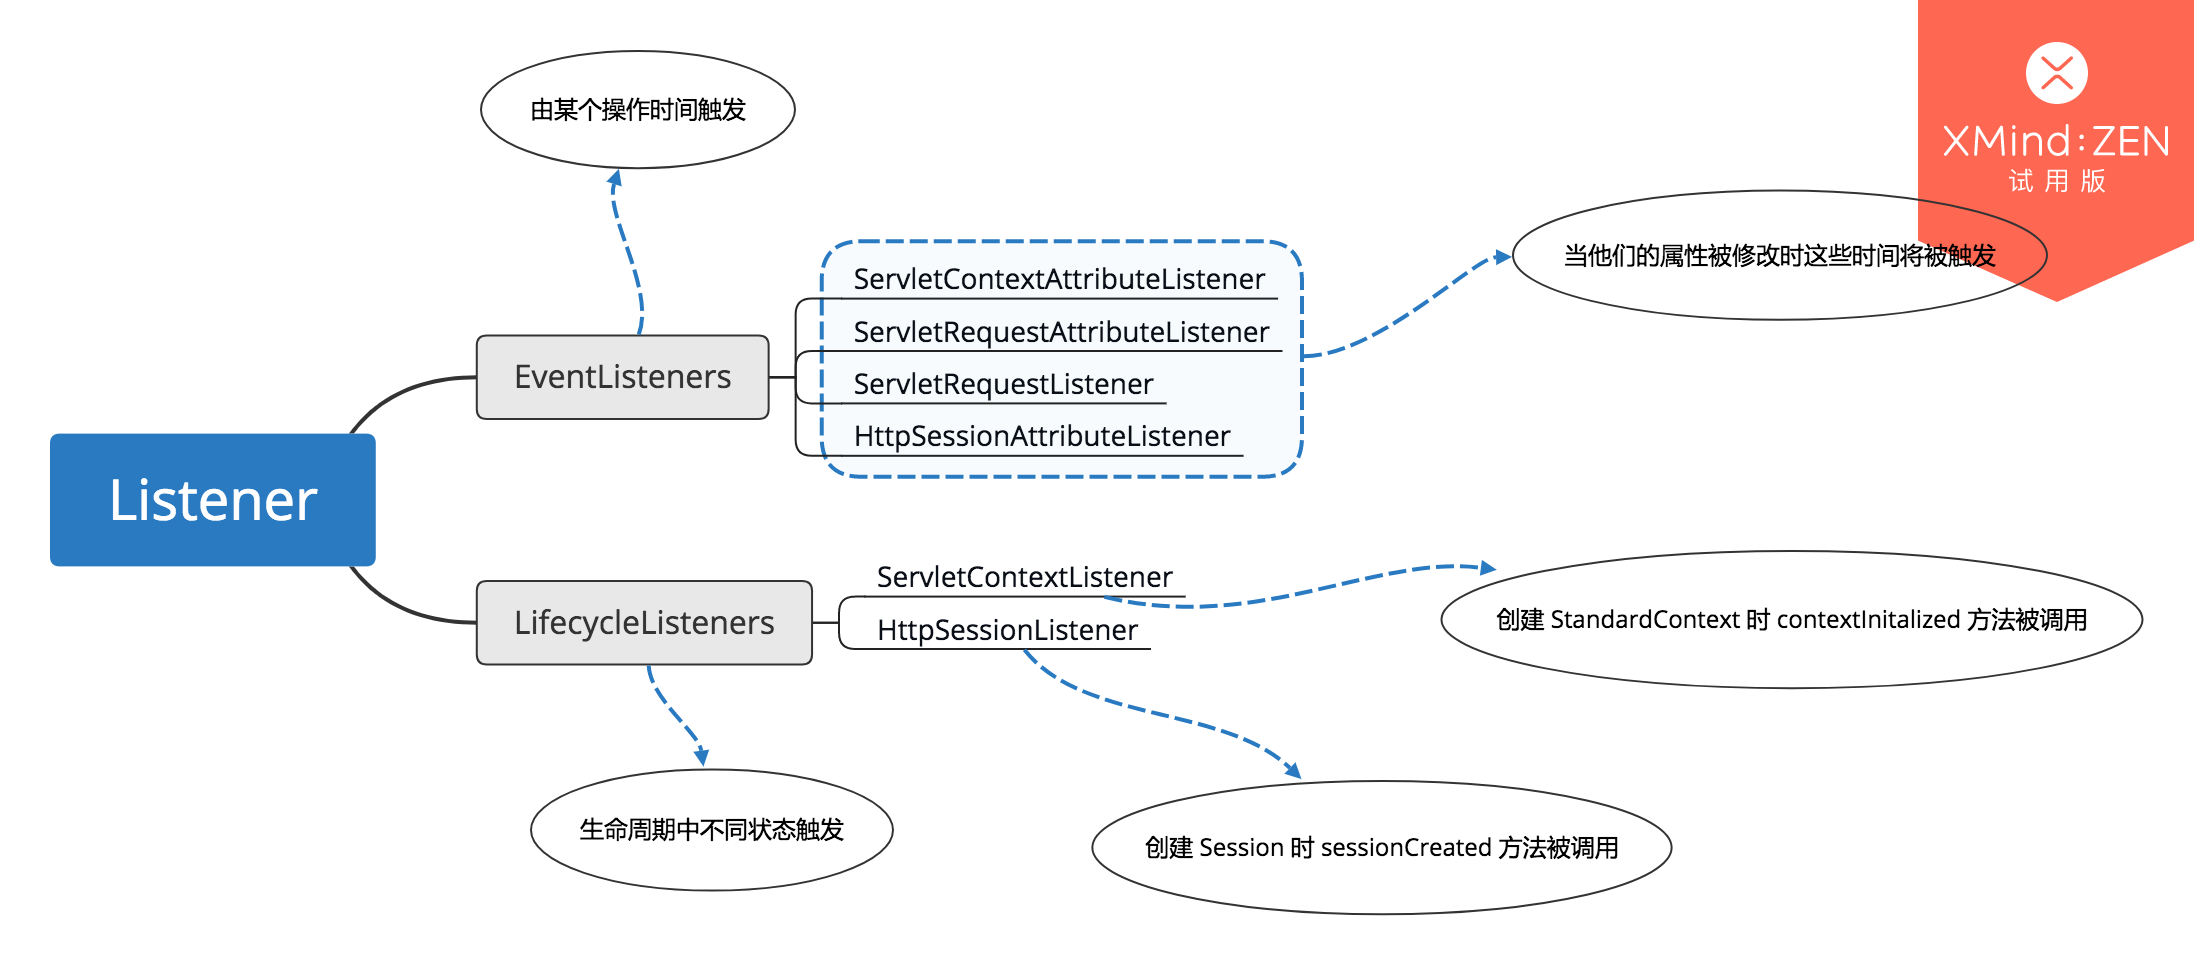 由某个操作时间触发
XMind:ZEN
试用版
当他们的属性被修改时这些时间将被触发
ServletContextAttributeListener
ServletRequestAttributeListener
EventListeners
ServletRequestListener
HttpSessionAttributeListener
Listener
ServletContextListener
LifecycleListeners
HttpSessionListener
创建 StandardContext 时 contextInitalized 方法被调用
生命周期中不同状态触发
创建 Session 时 sessionCreated 方法被调用